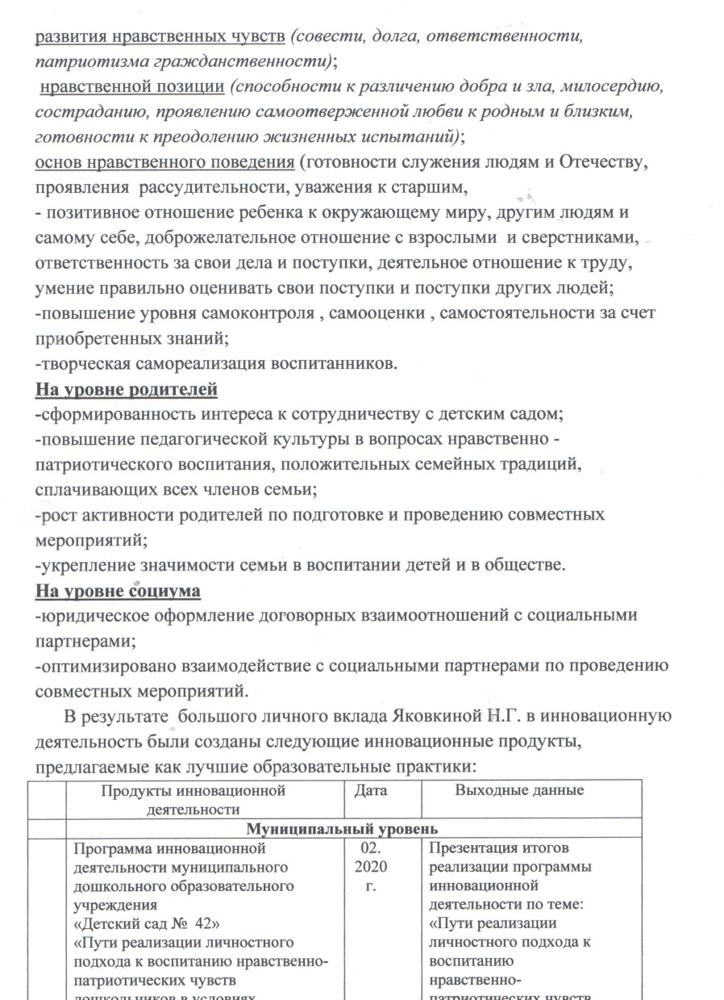 развития нравственных чувств (совести, долга, ответственности,
патриотизма гражданственности);
нравственной позиции (способности к различению добра и зла, милосердию,
состраданию, проявлению самоотверженной любви к родным и близким,
готовности к преодолению жизненных испытаний);
основ нравственного поведения (готовности служения людям и Отечеству,
проявления рассудительности, уважения к старшим,
- позитивное отношение ребенка к окружающему миру, другим людям и
самому себе, доброжелательное отношение с взрослыми и сверстниками,
ответственность за свои дела и поступки, деятельное отношение к труду,
умение правильно оценивать свои поступки и поступки других людей;
-повышение уровня самоконтроля , самооценки , самостоятельности за счет
приобретенных знаний;
-творческая самореализация воспитанников.
На уровне родителей
-сформированность интереса к сотрудничеству с детским садом;
-повышение педагогической культуры в вопросах нравственно -
патриотического воспитания, положительных семейных традиций,
сплачивающих всех членов семьи;
-рост активности родителей по подготовке и проведению совместных
мероприятий;
-укрепление значимости семьи в воспитании детей и в обществе.
На уровне социума
-юридическое оформление договорных взаимоотношений с социальными
партнерами;
-оптимизировано взаимодействие с социальными партнерами по проведению
совместных мероприятий.
В результате большого личного вклада Яковкиной Н.Г. в инновационную
деятельность были созданы следующие инновационные продукты,
предлагаемые как лучшие образовательные практики:
Продукты инновационной
деятельности
Дата
Выходные данные
Муниципальный уровень
Программа инновационной
деятельности муниципального
дошкольного образовательного
учреждения
«Детский сад № 42»
«Пути реализации личностного
подхода к воспитанию нравственно-
патриотических чувств
дошкольников в условиях
02.
2020
г.
Презентация итогов
реализации программы
инновационной
деятельности по теме:
«Пути реализации
личностного подхода к
воспитанию
нравственно-
патриотических чувств